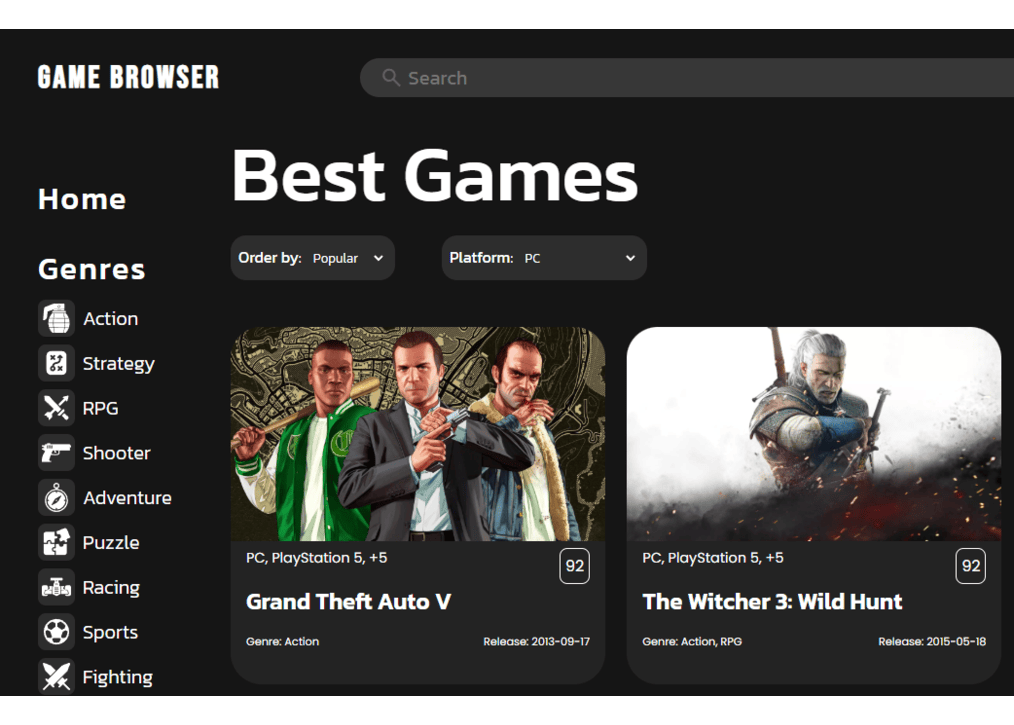 GAME BROWSER
Search
Best Games
Home
Order by: Popular
Platform: PC
Genres
Action
Strategy
RPG
Shooter
Adventure
Puzzle
Racing
Sports
Fighting
PC, PlayStation 5, +5
92
Grand Theft Auto V
Genre: Action
Release: 2013-09-17
PC, PlayStation 5, +5
92
The Witcher 3: Wild Hunt
Genre: Action, RPG
Release: 2015-05-18